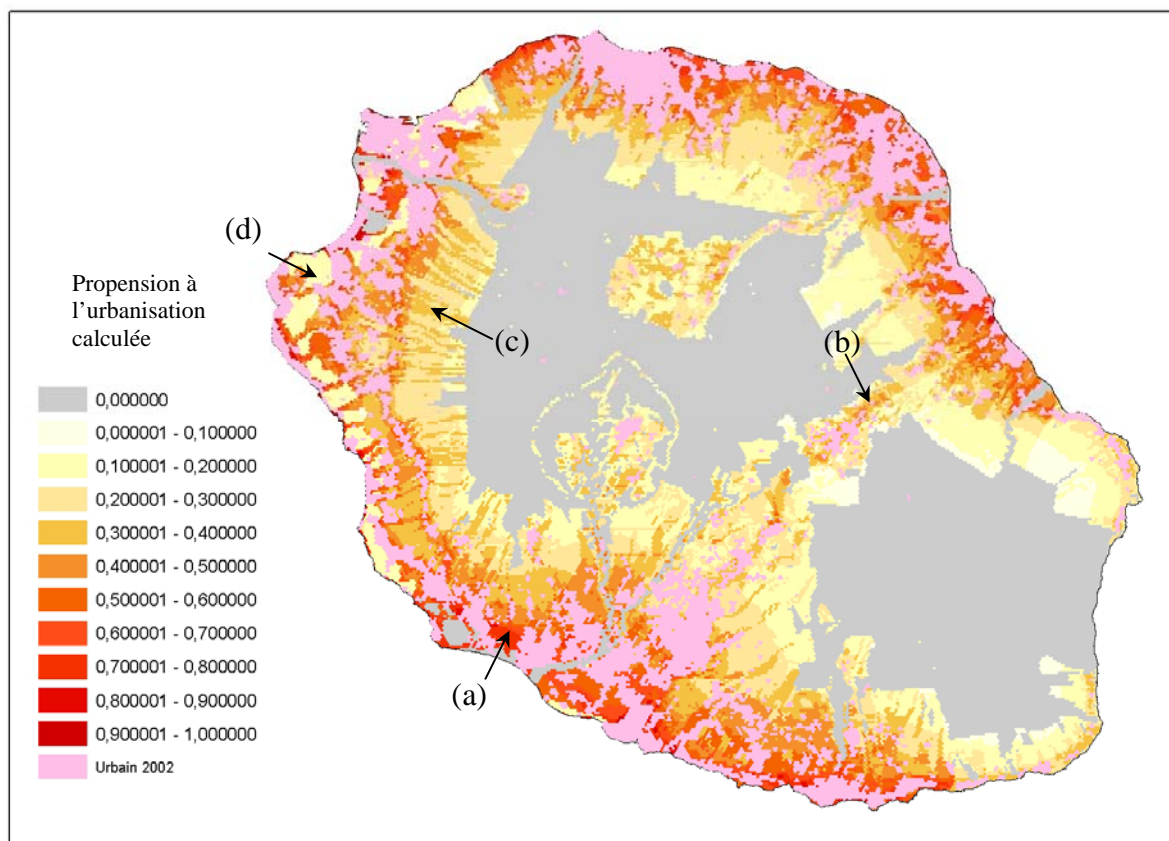 (d)
Propension à
l'urbanisation
calculée
(c)
(b)
(a)
0,000000
0,000001 - 0,100000
0,100001 - 0,200000
0,200001 - 0,300000
0,300001 - 0,400000
0,400001 - 0,500000
0,500001 - 0,600000
0,600001 - 0,700000
0,700001 - 0,800000
0,800001 - 0,900000
0,900001 - 1,000000
Urbain 2002